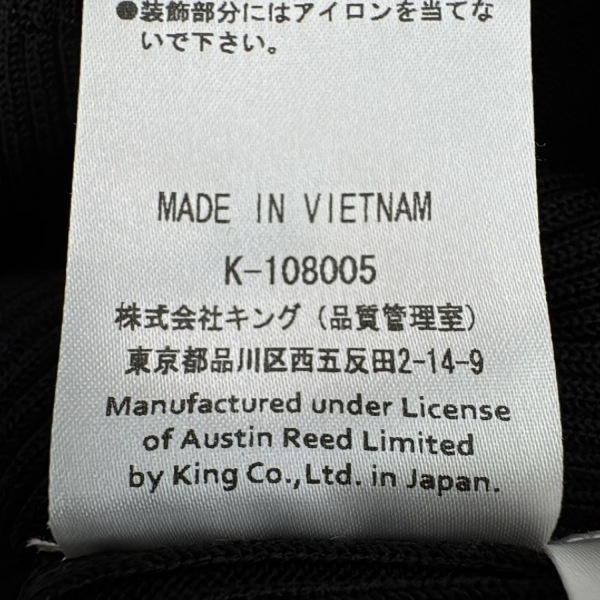 ●装飾部分にはアイロンを当てな
いで下さい。
MADE IN VIETNAM
K-108005
株式会社キング(品質管理室)
東京都品川区西五反田2-14-9
Manufactured under License
of Austin Reed Limited
by King Co.,Ltd. in Japan.